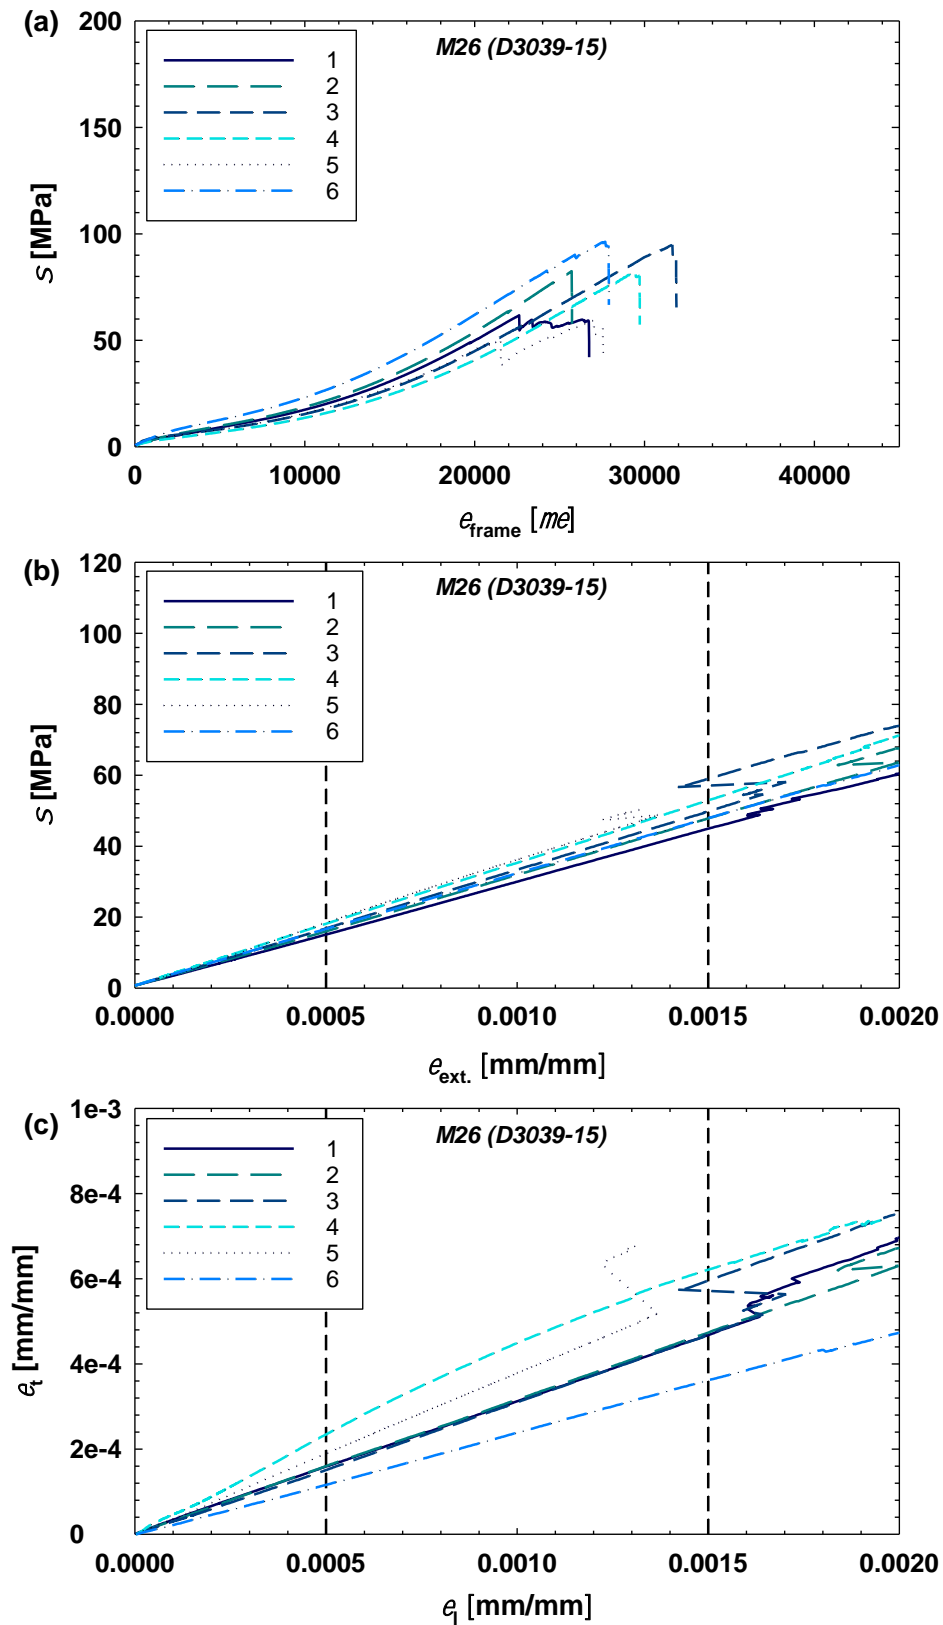 (a)
M26 (D3039-15)
1
2
3
4
5
6
200
150
100
50
0
s [MPa]
0 10000 20000 30000 40000
e frame [me]
(b)
M26 (D3039-15)
1
2
3
4
5
6
120
100
80
60
40
20
0
s [MPa]
0.0000 0.0005 0.0010 0.0015 0.0020
e ext. [mm/mm]
(c)
M26 (D3039-15)
1
2
3
4
5
6
1e-3
8e-4
6e-4
4e-4
2e-4
0
e t [mm/mm]
0.0000 0.0005 0.0010 0.0015 0.0020
e l [mm/mm]